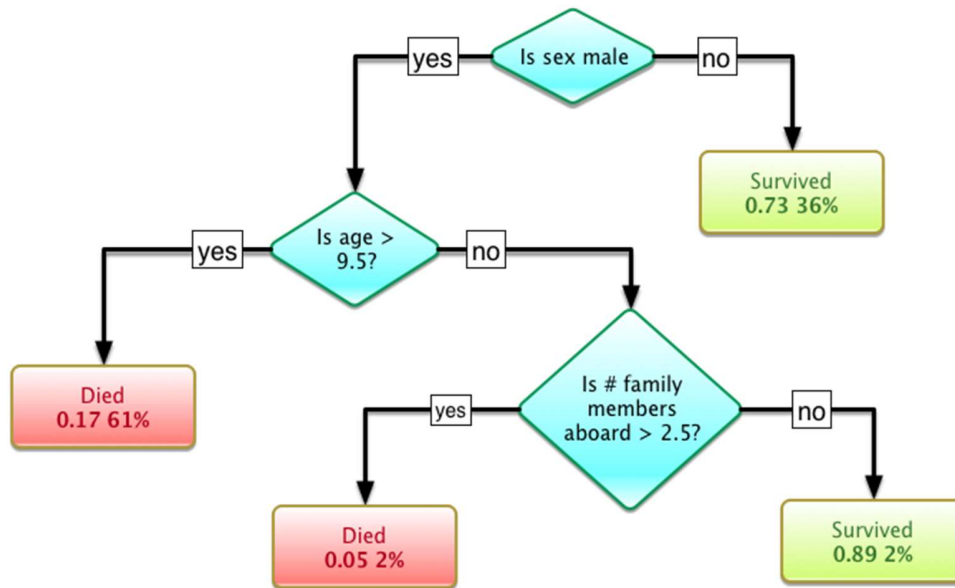 Is sex male
yes
no
Survived
0.73 36%
Is age >
9.5?
yes
no
Died
0.17 61%
Is # family
members
aboard > 2.5?
yes
no
Died
0.05 2%
Survived
0.89 2%